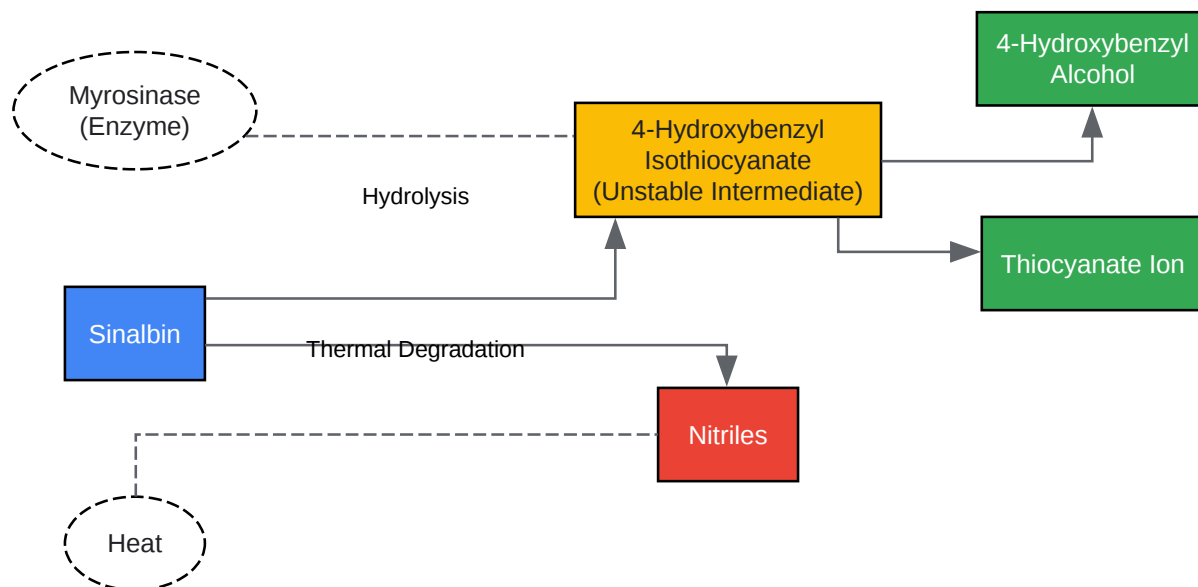 4-Hydroxybenzyl
Alcohol
Myrosinase
(Enzyme)
4-Hydroxybenzyl
Isothiocyanate
(Unstable Intermediate)
Hydrolysis
Thiocyanate Ion
Sinalbin
Thermal Degradation
Nitriles
Heat